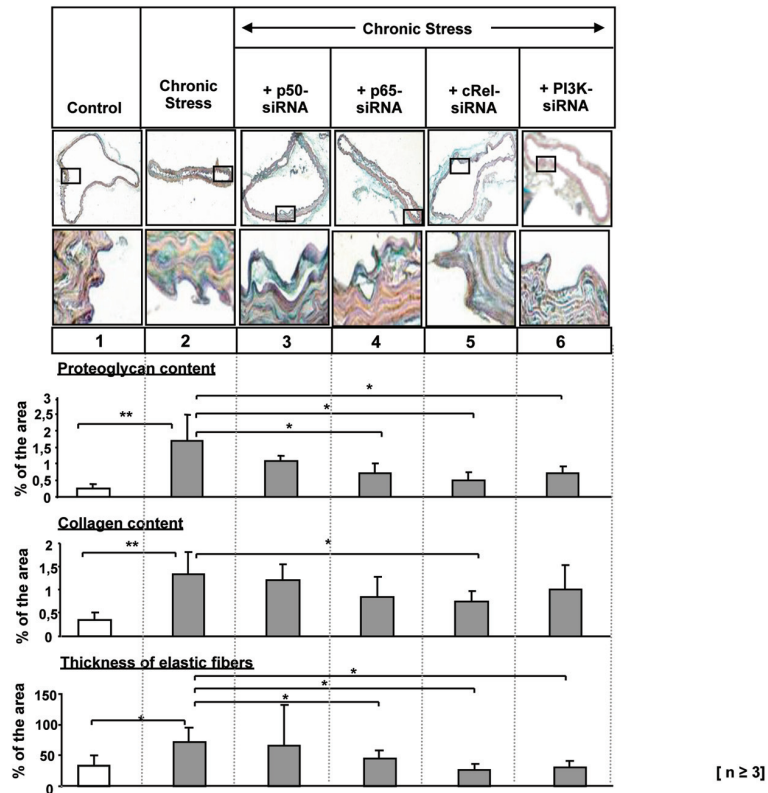 Chronic Stress
Control
Chronic
Stress
+ p50-
siRNA
+ p65-
siRNA
+ cRel-
siRNA
+ PI3K-
siRNA
1 2 3 4 5 6
Proteoglycan content
% of the area
3
2,5
2
1,5
1
0,5
0
**
*
*
*
Collagen content
% of the area
2
1,5
1
0,5
0
**
*
Thickness of elastic fibers
% of the area
150
100
50
0
*
*
*
*
[ n ≥ 3]